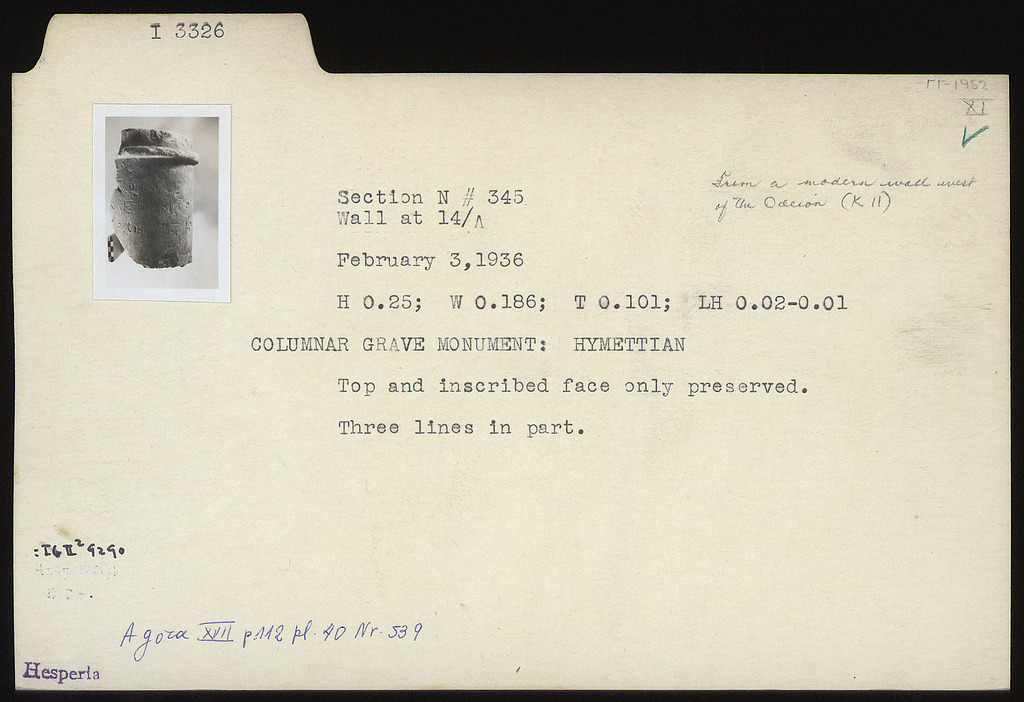 I 3326
1952
XI
From a modern wall west
of the Odeion (K 11)
Section N # 345
Wall at 14/Λ
February 3,1936
H 0.25; W 0.186; T 0.101; LH 0.02-0.01
COLUMNAR GRAVE MONUMENT: HYMETTIAN
Top and inscribed face only preserved.
Three lines in part.
:IG II² 9290
Agora XVII p.112 pl. 40 Nr. 539
Hesperia